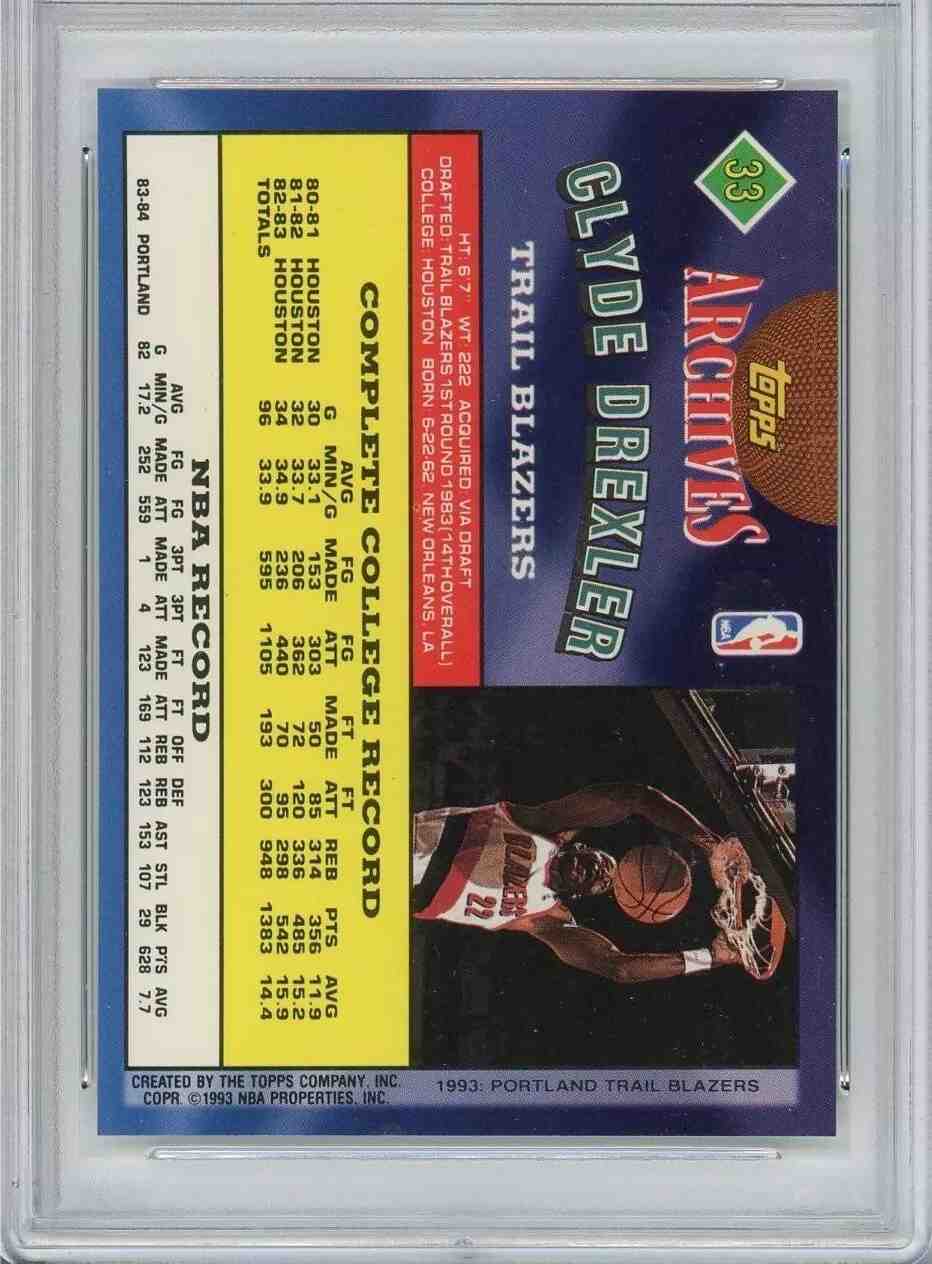 33
topps
ARCHIVES
NBA
CLYDE DREXLER
TRAIL BLAZERS
HT: 6'7" WT: 222 ACQUIRED: VIA DRAFT
DRAFTED: TRAIL BLAZERS 1ST ROUND 1983 (14TH OVERALL)
COLLEGE: HOUSTON BORN: 6-22-62, NEW ORLEANS, LA
BLAZERS
22
COMPLETE COLLEGE RECORD
AVG FG FG FT FT
G MIN/G MADE ATT MADE ATT REB PTS AVG
80-81 HOUSTON 30 33.1 153 303 50 85 314 356 11.9
81-82 HOUSTON 32 33.7 206 362 72 120 336 485 15.2
82-83 HOUSTON 34 34.9 236 440 70 95 298 542 15.9
TOTALS 96 33.9 595 1105 193 300 948 1383 14.4
NBA RECORD
AVG FG FG 3PT 3PT FT FT OFF DEF
G MIN/G MADE ATT MADE ATT MADE ATT REB REB AST STL BLK PTS AVG
83-84 PORTLAND 82 17.2 252 559 1 4 123 169 112 123 153 107 29 628 7.7
1993: PORTLAND TRAIL BLAZERS
CREATED BY THE TOPPS COMPANY, INC.
COPR. ©1993 NBA PROPERTIES, INC.